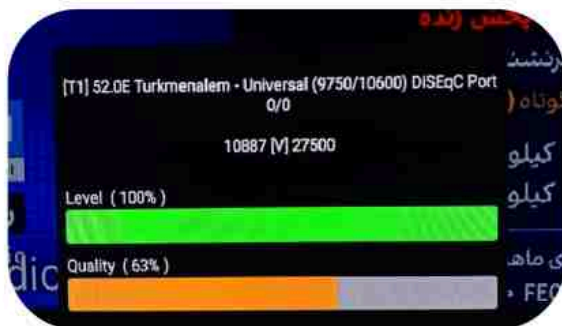 پخش زنده
[T1] 52.0E Turkmenalem - Universal (9750/10600) DiSEqC Port
0/0
10887 [V] 27500
کیلو
Level ( 100% )
کیلو
Quality ( 63% )
dic